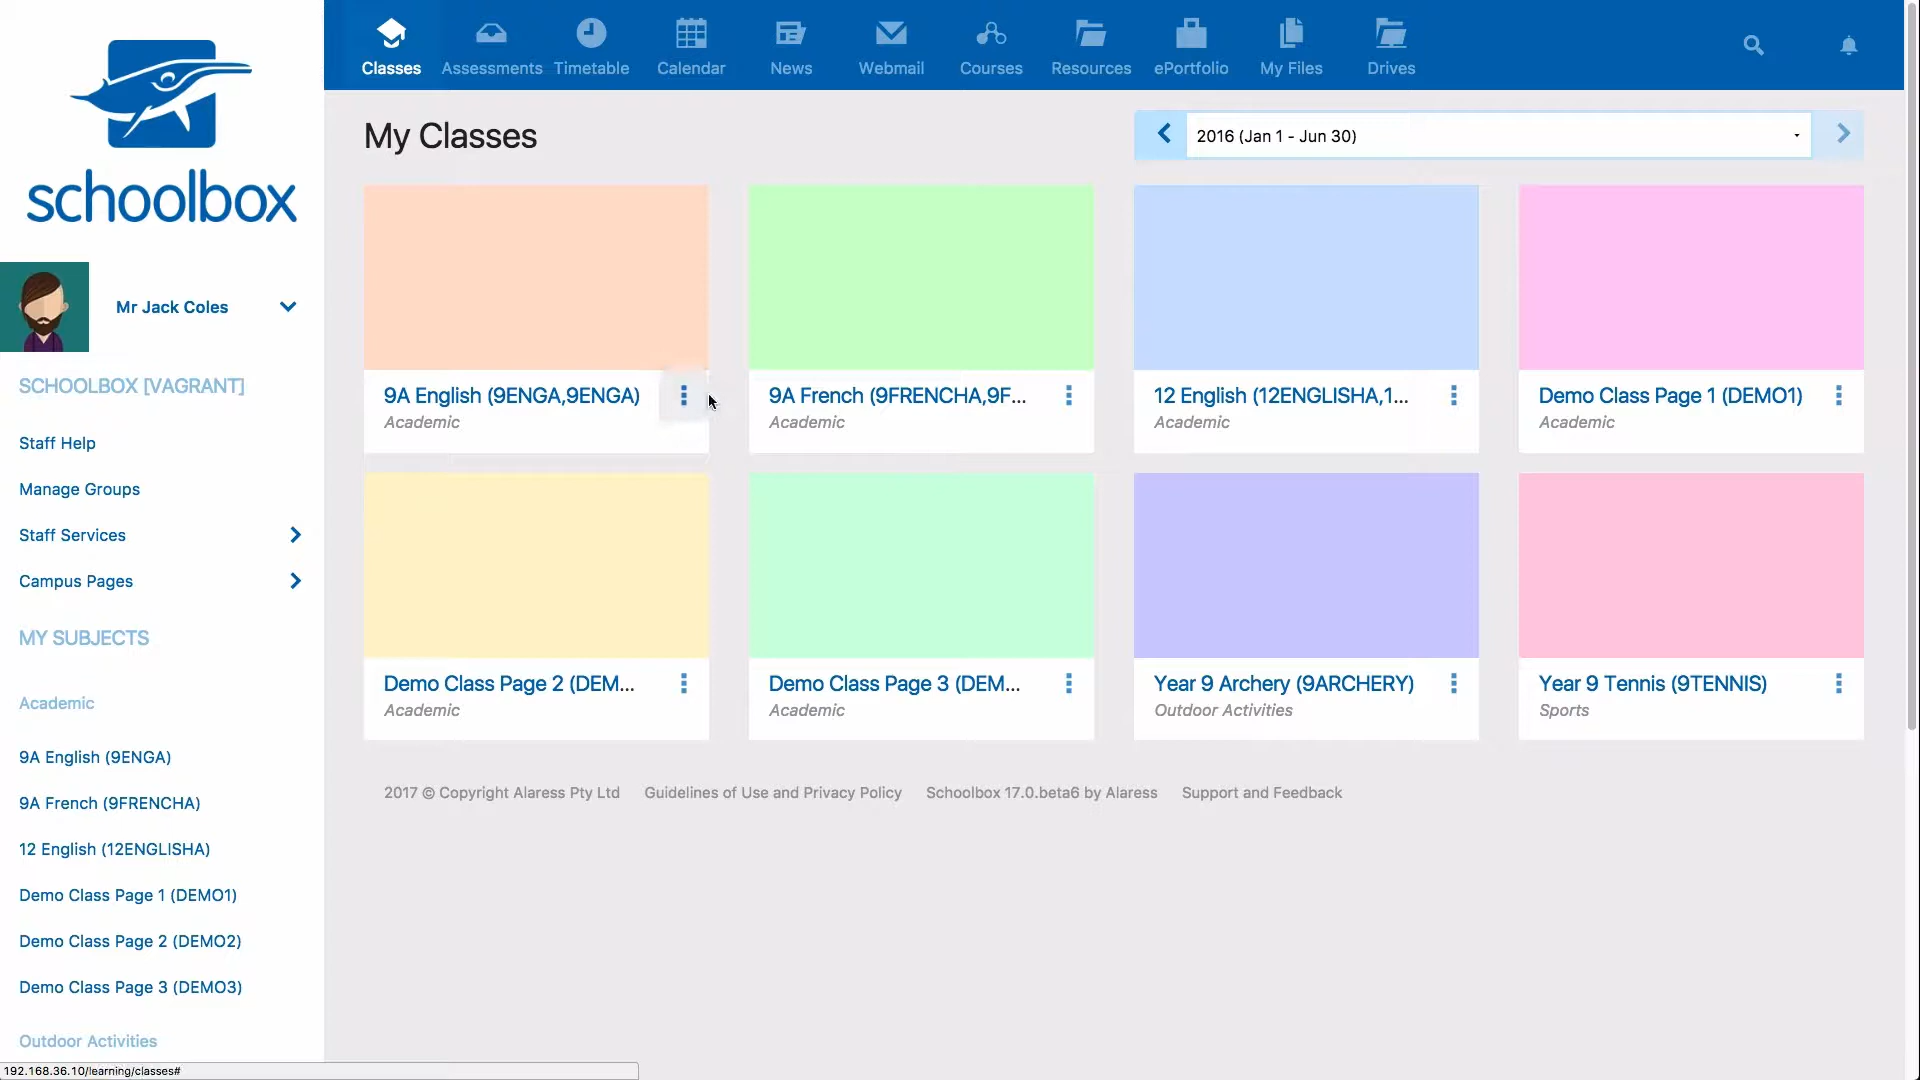 schoolbox
Classes
Assessments
Timetable
Calendar
News
Webmail
Courses
Resources
ePortfolio
My Files
Drives
Mr Jack Coles
SCHOOLBOX [VAGRANT]
Staff Help
Manage Groups
Staff Services
Campus Pages
MY SUBJECTS
Academic
9A English (9ENGA)
9A French (9FRENCHA)
12 English (12ENGLISHA)
Demo Class Page 1 (DEMO1)
Demo Class Page 2 (DEMO2)
Demo Class Page 3 (DEMO3)
Outdoor Activities
My Classes
2016 (Jan 1 - Jun 30)
9A English (9ENGA,9ENGA)
Academic
9A French (9FRENCHA,9F...
Academic
12 English (12ENGLISHA,1...
Academic
Demo Class Page 1 (DEMO1)
Academic
Demo Class Page 2 (DEM...
Academic
Demo Class Page 3 (DEM...
Academic
Year 9 Archery (9ARCHERY)
Outdoor Activities
Year 9 Tennis (9TENNIS)
Sports
2017 © Copyright Alaress Pty Ltd
Guidelines of Use and Privacy Policy
Schoolbox 17.0.beta6 by Alaress
Support and Feedback
192.168.36.10/learning/classes#